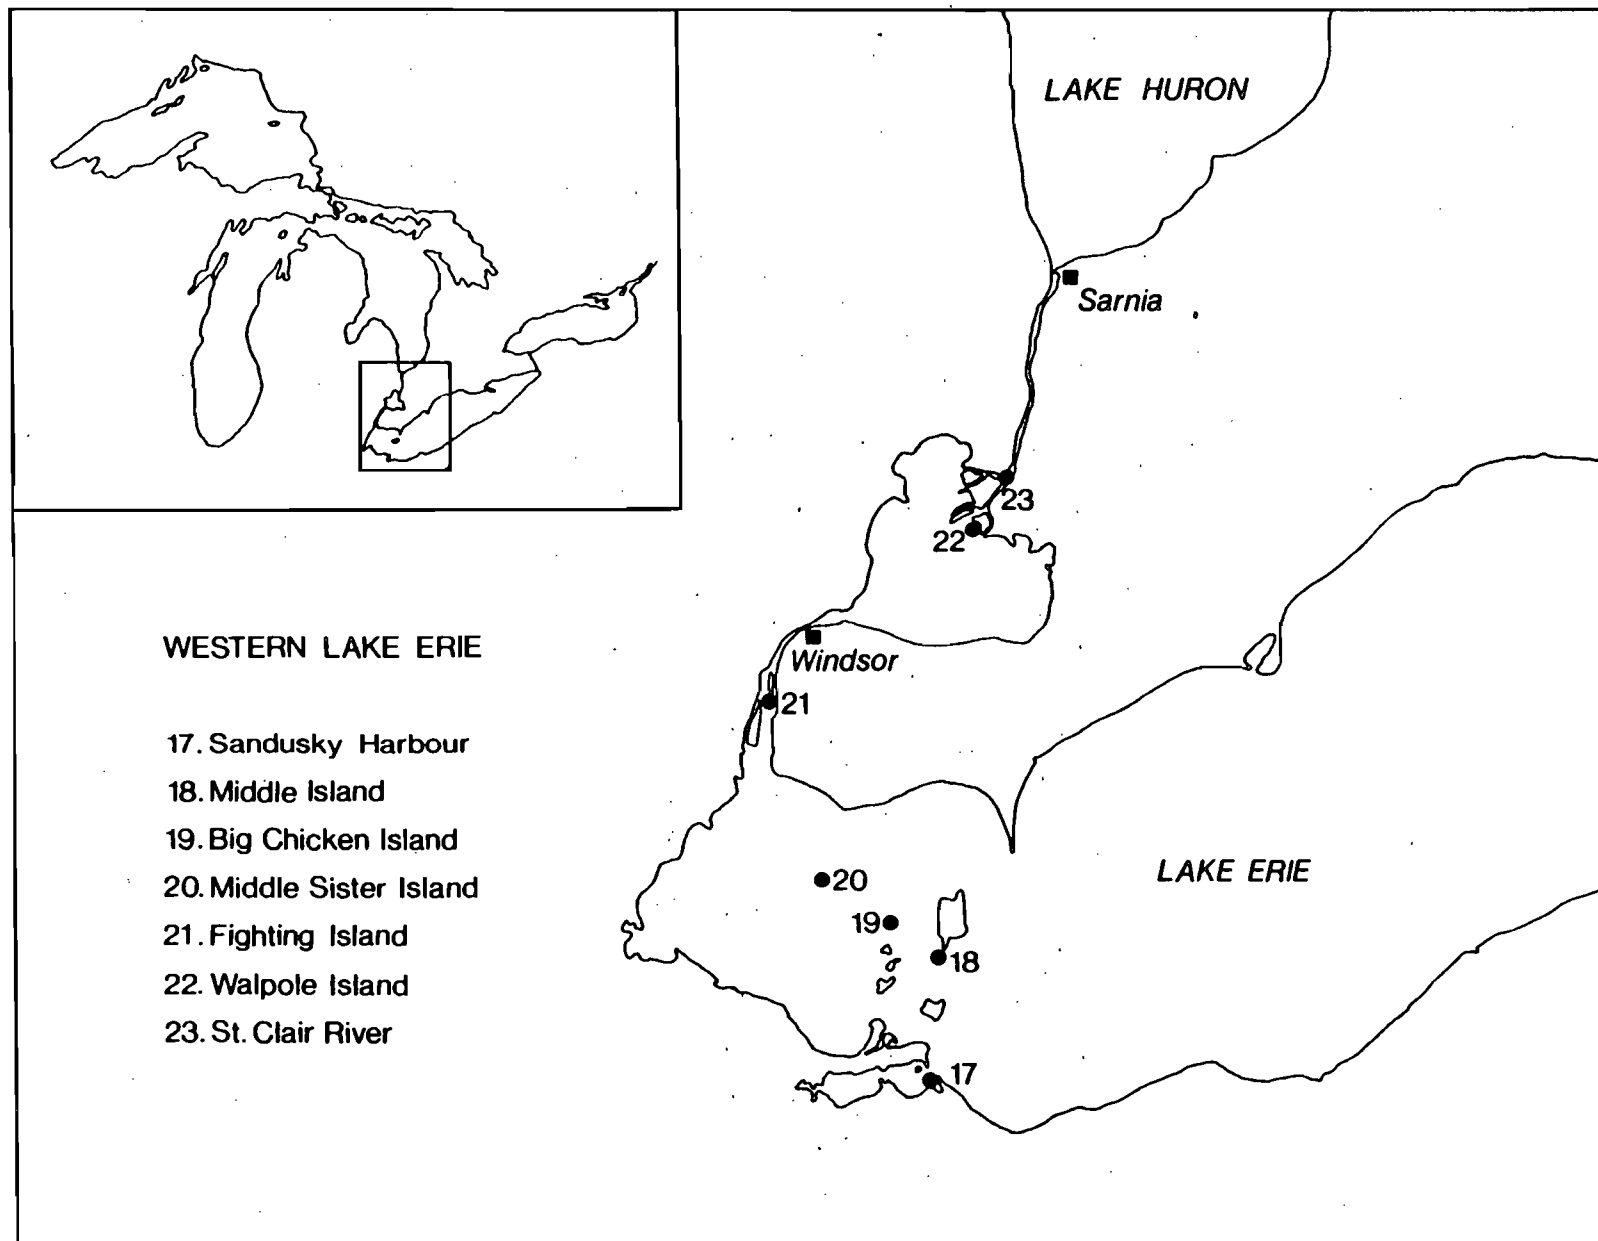 LAKE HURON
Sarnia
23
22
WESTERN LAKE ERIE
Windsor
21
17. Sandusky Harbour
18. Middle Island
19. Big Chicken Island
20. Middle Sister Island
21. Fighting Island
22. Walpole Island
23. St. Clair River
LAKE ERIE
20
19
18
17